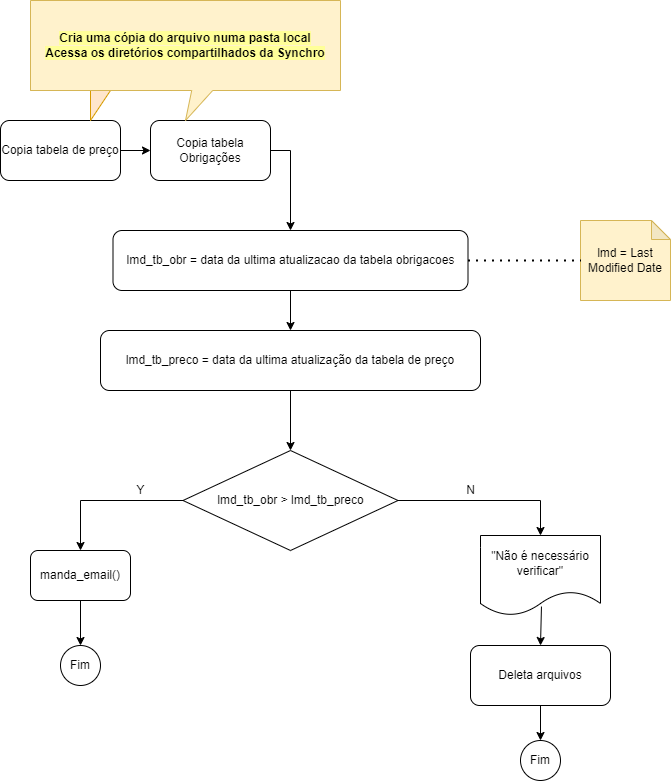 Cria uma cópia do arquivo numa pasta local
Acessa os diretórios compartilhados da Synchro
Copia tabela de preço
Copia tabela
Obrigações
lmd_tb_obr = data da ultima atualizacao da tabela obrigacoes
lmd = Last
Modified Date
lmd_tb_preco = data da ultima atualização da tabela de preço
lmd_tb_obr > lmd_tb_preco
Y
N
"Não é necessário
verificar"
manda_email()
Fim
Deleta arquivos
Fim